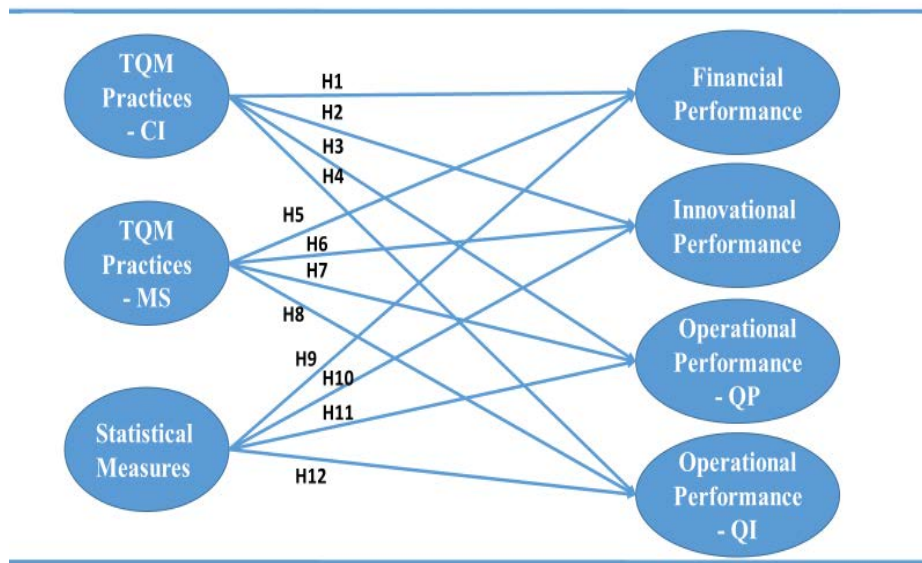 TQM
Practices
- CI
TQM
Practices
- MS
Statistical
Measures
H1
H2
H3
H4
H5
H6
H7
H8
H9
H10
H11
H12
Financial
Performance
Innovational
Performance
Operational
Performance
- QP
Operational
Performance
- QI